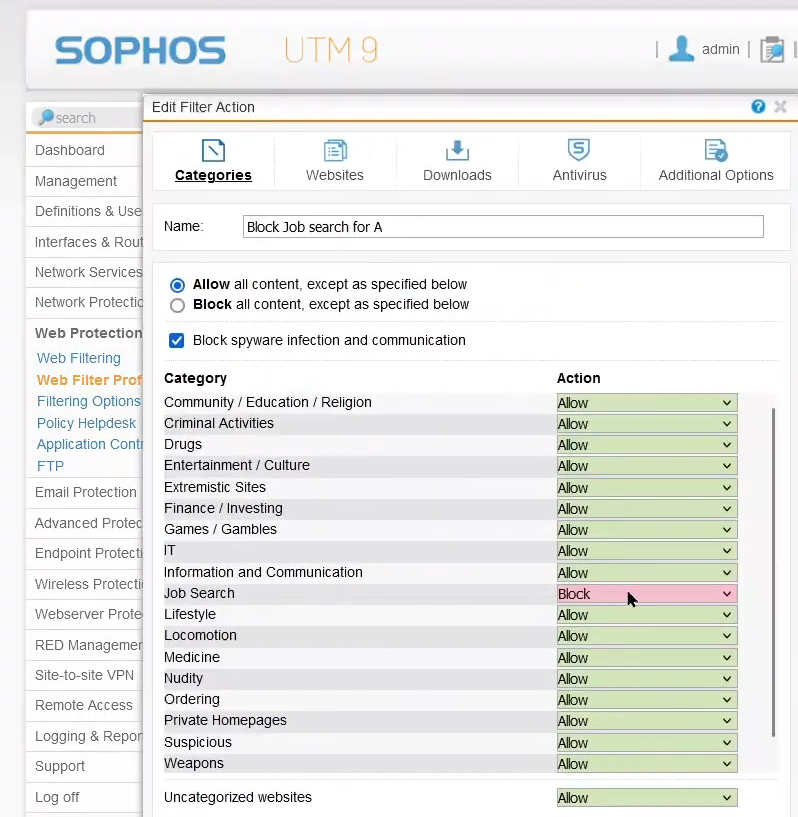 SOPHOS UTM 9
admin
search
Edit Filter Action
Dashboard
Management
Definitions & Use
Interfaces & Rout
Network Services
Network Protectio
Web Protection
Web Filtering
Web Filter Prof
Filtering Options
Policy Helpdesk
Application Contr
FTP
Email Protection
Advanced Protec
Endpoint Protecti
Wireless Protecti
Webserver Prote
RED Managemen
Site-to-site VPN
Remote Access
Logging & Repor
Support
Log off
Categories Websites Downloads Antivirus Additional Options
Name: Block Job search for A
Allow all content, except as specified below
Block all content, except as specified below
Block spyware infection and communication
Category Action
Community / Education / Religion Allow
Criminal Activities Allow
Drugs Allow
Entertainment / Culture Allow
Extremistic Sites Allow
Finance / Investing Allow
Games / Gambles Allow
IT Allow
Information and Communication Allow
Job Search Block
Lifestyle Allow
Locomotion Allow
Medicine Allow
Nudity Allow
Ordering Allow
Private Homepages Allow
Suspicious Allow
Weapons Allow
Uncategorized websites Allow